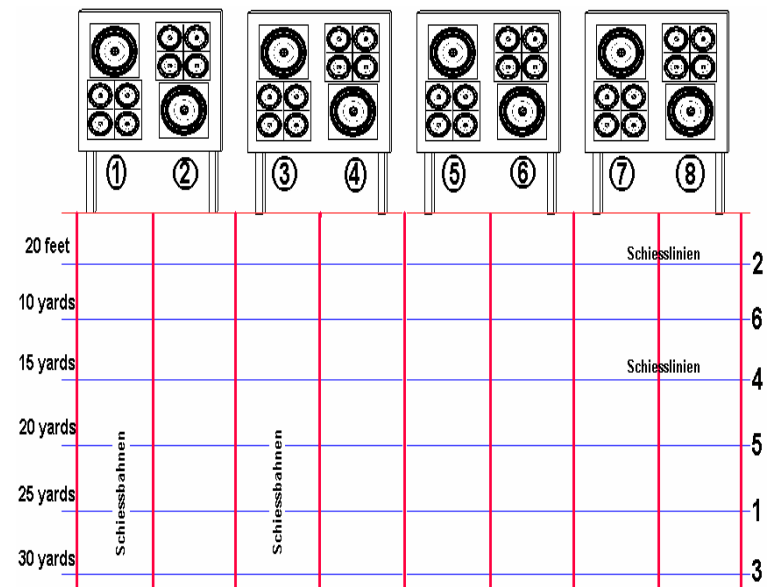 1 2 3 4 5 6 7 8
20 feet
Schiesslinien
2
10 yards
6
15 yards
Schiesslinien
4
20 yards
5
25 yards
1
30 yards
3
Schiessbahnen
Schiessbahnen